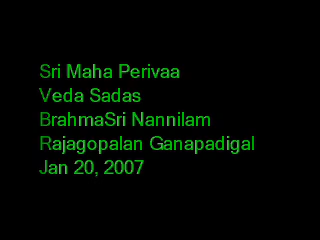 Sri Maha Perivaa
Veda Sadas
BrahmaSri Nannilam
Rajagopalan Ganapadigal
Jan 20, 2007